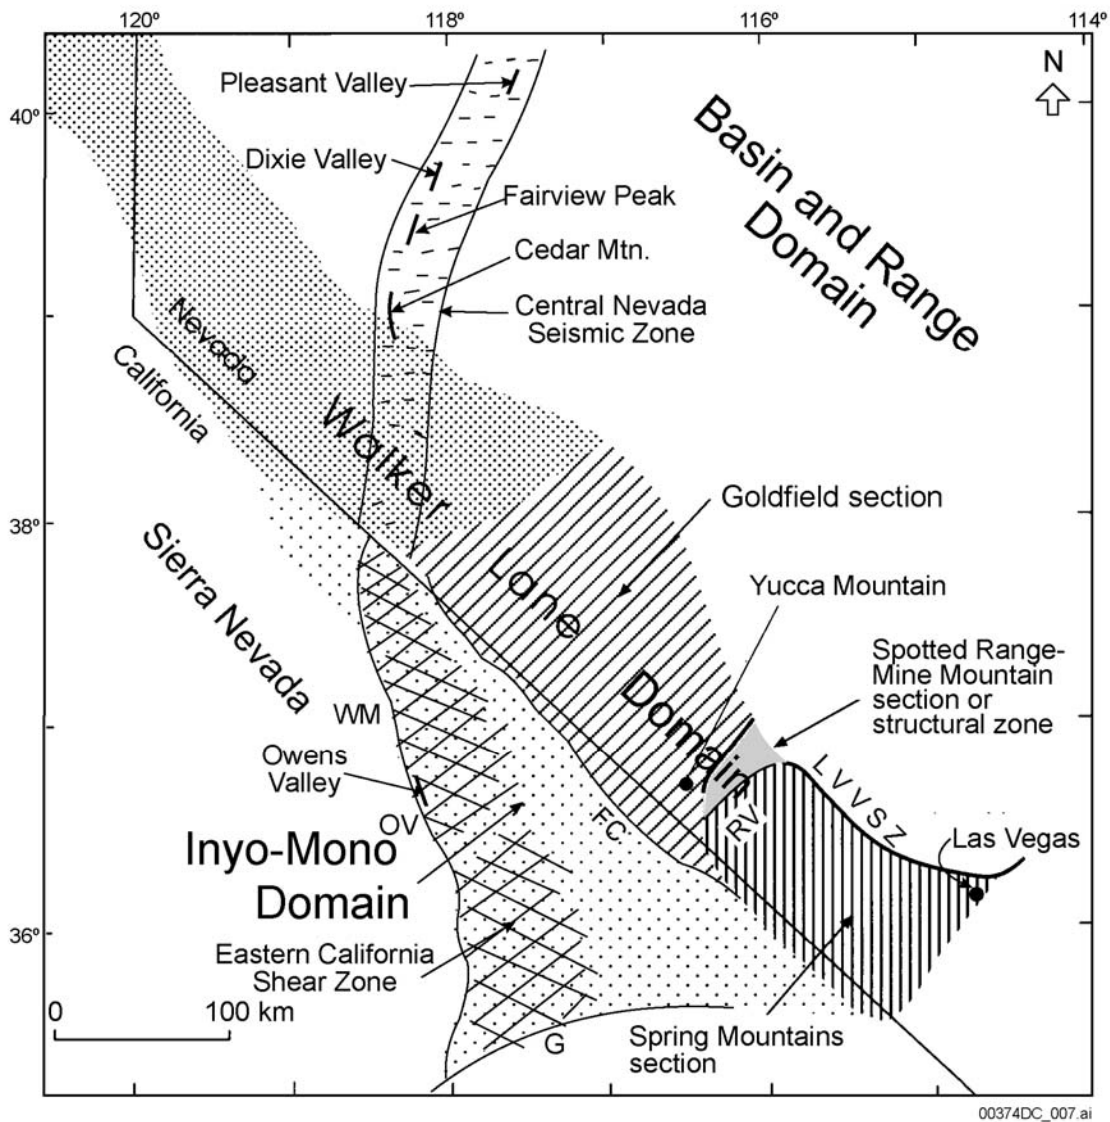 120º 118º 116º 114º
N
Pleasant Valley
40º
Basin and Range
Domain
Dixie Valley
Fairview Peak
Cedar Mtn.
Central Nevada
Seismic Zone
Nevada
California
Walker
Lane
Domain
Goldfield section
38º
Sierra Nevada
Yucca Mountain
Spotted Range-
Mine Mountain
section or
structural zone
WM
Owens
Valley
OV
FC
RV
LVVSZ
Las Vegas
Inyo-Mono
Domain
36º
Eastern California
Shear Zone
0 100 km
G
Spring Mountains
section
00374DC_007.ai